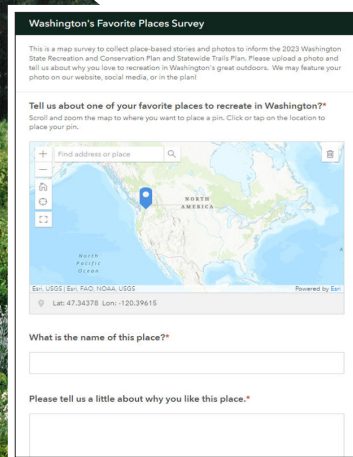 Washington's Favorite Places Survey
This is a map survey to collect place-based stories and photos to inform the 2023 Washington
State Recreation and Conservation Plan and Statewide Trails Plan. Please upload a photo and
tell us about why you love to recreation in Washington's great outdoors. We may feature your
photo on our website, social media, or in the plan!
Tell us about one of your favorite places to recreate in Washington?*
Scroll and zoom the map to where you want to place a pin. Click or tap on the location to
place your pin.
Find address or place
NORTH
AMERICA
North
Pacific
Ocean
Esri, USGS | Esri, FAO, NOAA, USGS
Powered by Esri
Lat: 47.34378 Lon: -120.39615
What is the name of this place?*
Please tell us a little about why you like this place.*